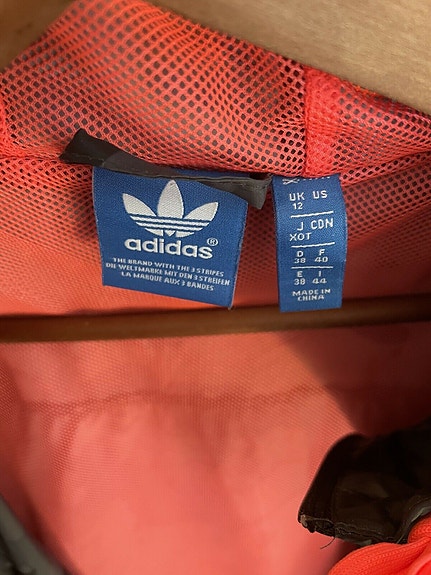 adidas®
THE BRAND WITH THE 3 STRIPES
DIE WELTMARKE MIT DEN 3 STREIFEN
LA MARQUE AUX 3 BANDES
UK US
12
J CDN
XOT
D F
38 40
E I
38 44
MADE IN
CHINA